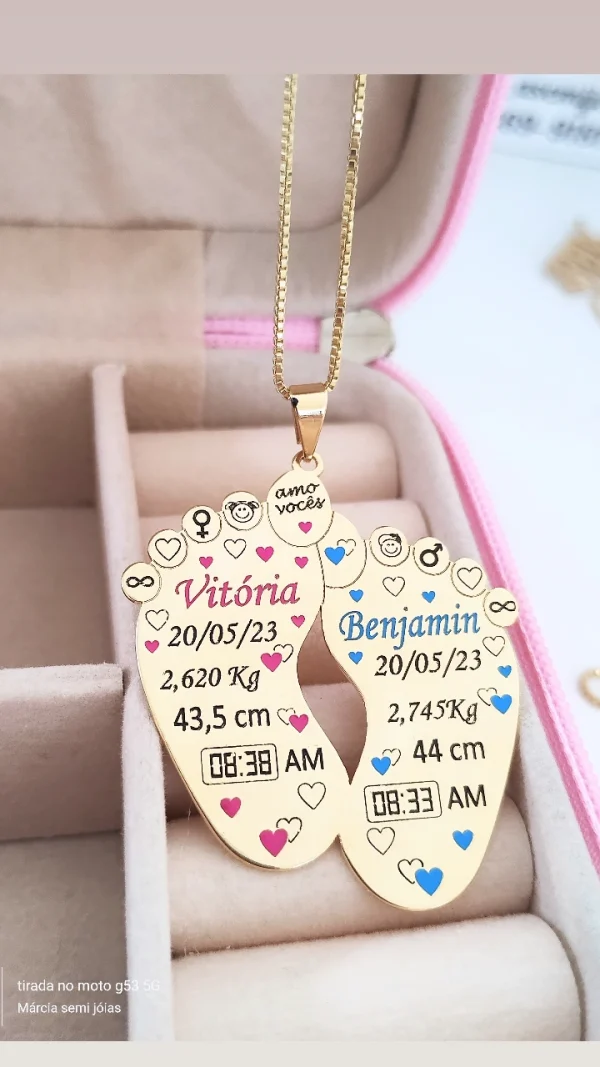 amo
vocês
Vitória
20/05/23
2,620 Kg
43,5 cm
08:38 AM
Benjamin
20/05/23
2,745Kg
44 cm
08:33 AM
tirada no moto g53 5G
Márcia semi jóias